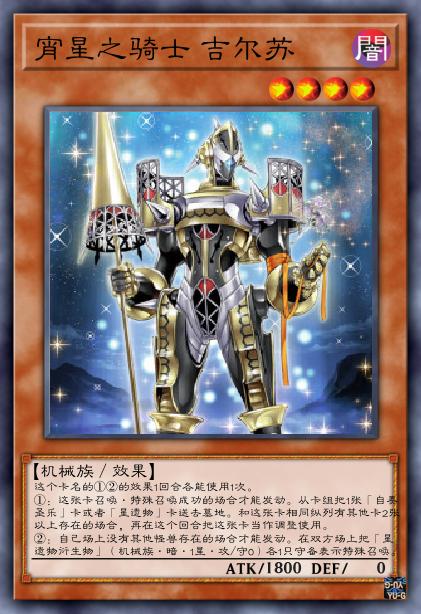 宵星之骑士 吉尔苏
闇
【机械族／效果】
这个卡名的①②的效果1回合各能使用1次。
①：这张卡召唤·特殊召唤成功的场合才能发动。从卡组把1张「自奏
圣乐」卡或者「星遗物」卡送去墓地。和这张卡相同纵列有其他卡2张
以上存在的场合，再在这个回合把这张卡当作调整使用。
②：自己场上没有其他怪兽存在的场合才能发动。在双方场上把「星
遗物衍生物」（机械族·暗·1星·攻/守0）各1只守备表示特殊召唤。
ATK/1800 DEF/ 0